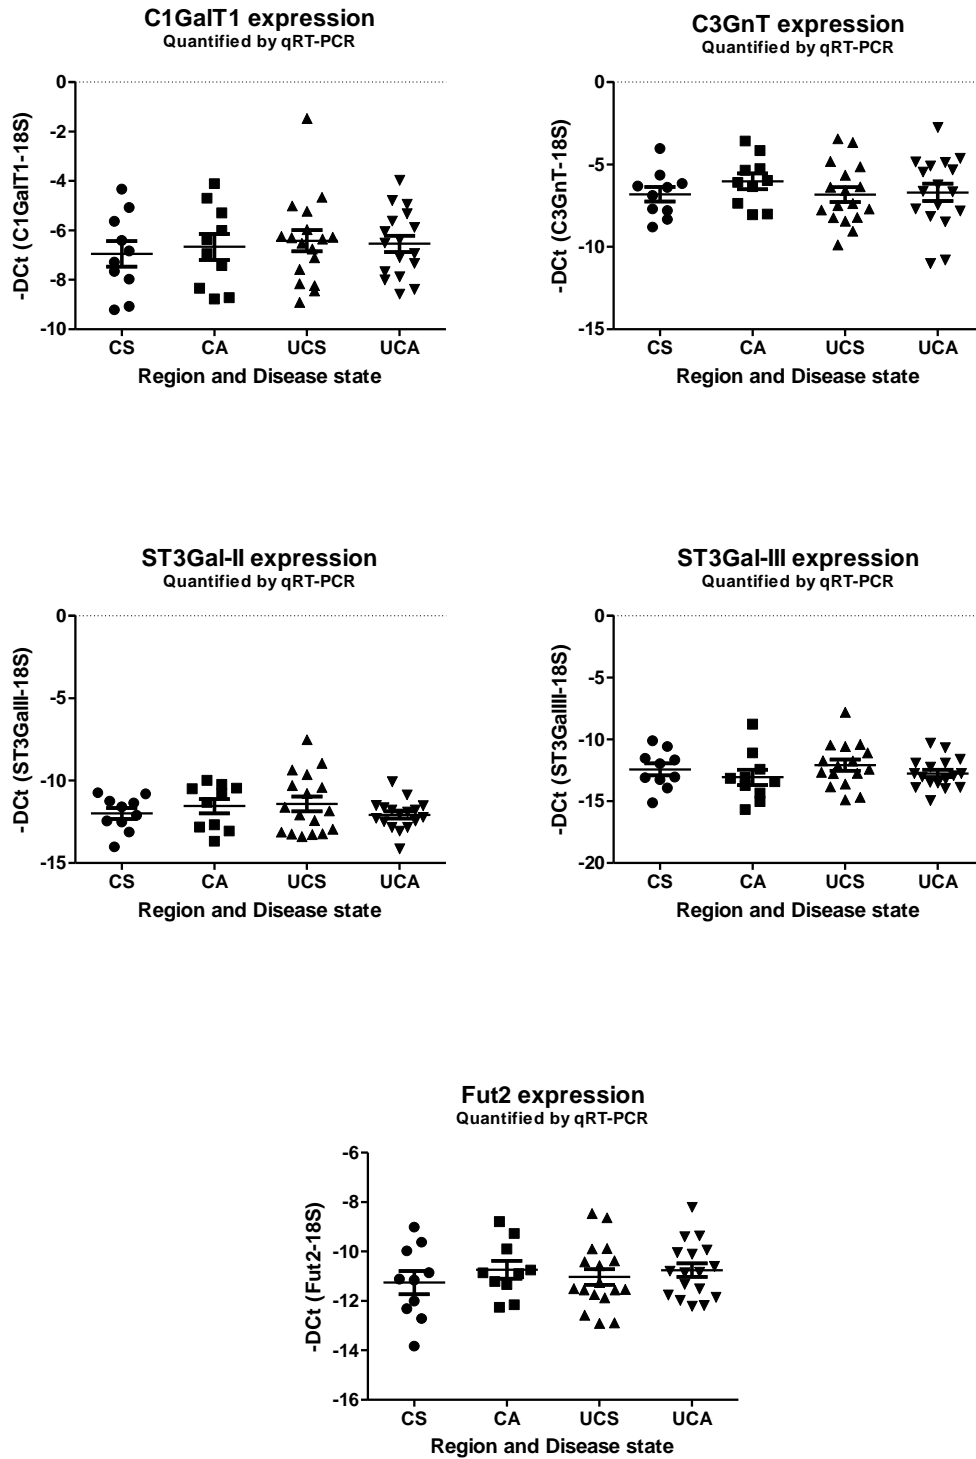 C1GalT1 expression
Quantified by qRT-PCR
0
-2
-4
-6
-8
-10
-DCt (C1GalT1-18S)
CS CA UCS UCA
Region and Disease state
C3GnT expression
Quantified by qRT-PCR
0
-5
-10
-15
-DCt (C3GnT-18S)
CS CA UCS UCA
Region and Disease state
ST3Gal-II expression
Quantified by qRT-PCR
0
-5
-10
-15
-DCt (ST3GalII-18S)
CS CA UCS UCA
Region and Disease state
ST3Gal-III expression
Quantified by qRT-PCR
0
-5
-10
-15
-20
-DCt (ST3GalIII-18S)
CS CA UCS UCA
Region and Disease state
Fut2 expression
Quantified by qRT-PCR
-6
-8
-10
-12
-14
-16
-DCt (Fut2-18S)
CS CA UCS UCA
Region and Disease state